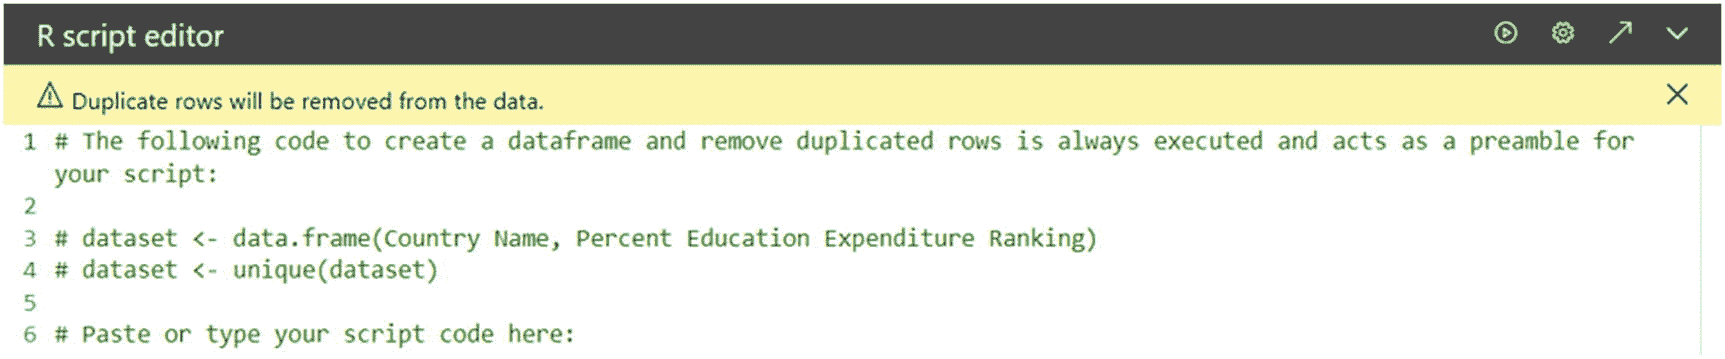 R script editor
Duplicate rows will be removed from the data.
1 # The following code to create a dataframe and remove duplicated rows is always executed and acts as a preamble for
your script:
2
3 # dataset <- data.frame(Country Name, Percent Education Expenditure Ranking)
4 # dataset <- unique(dataset)
5
6 # Paste or type your script code here: